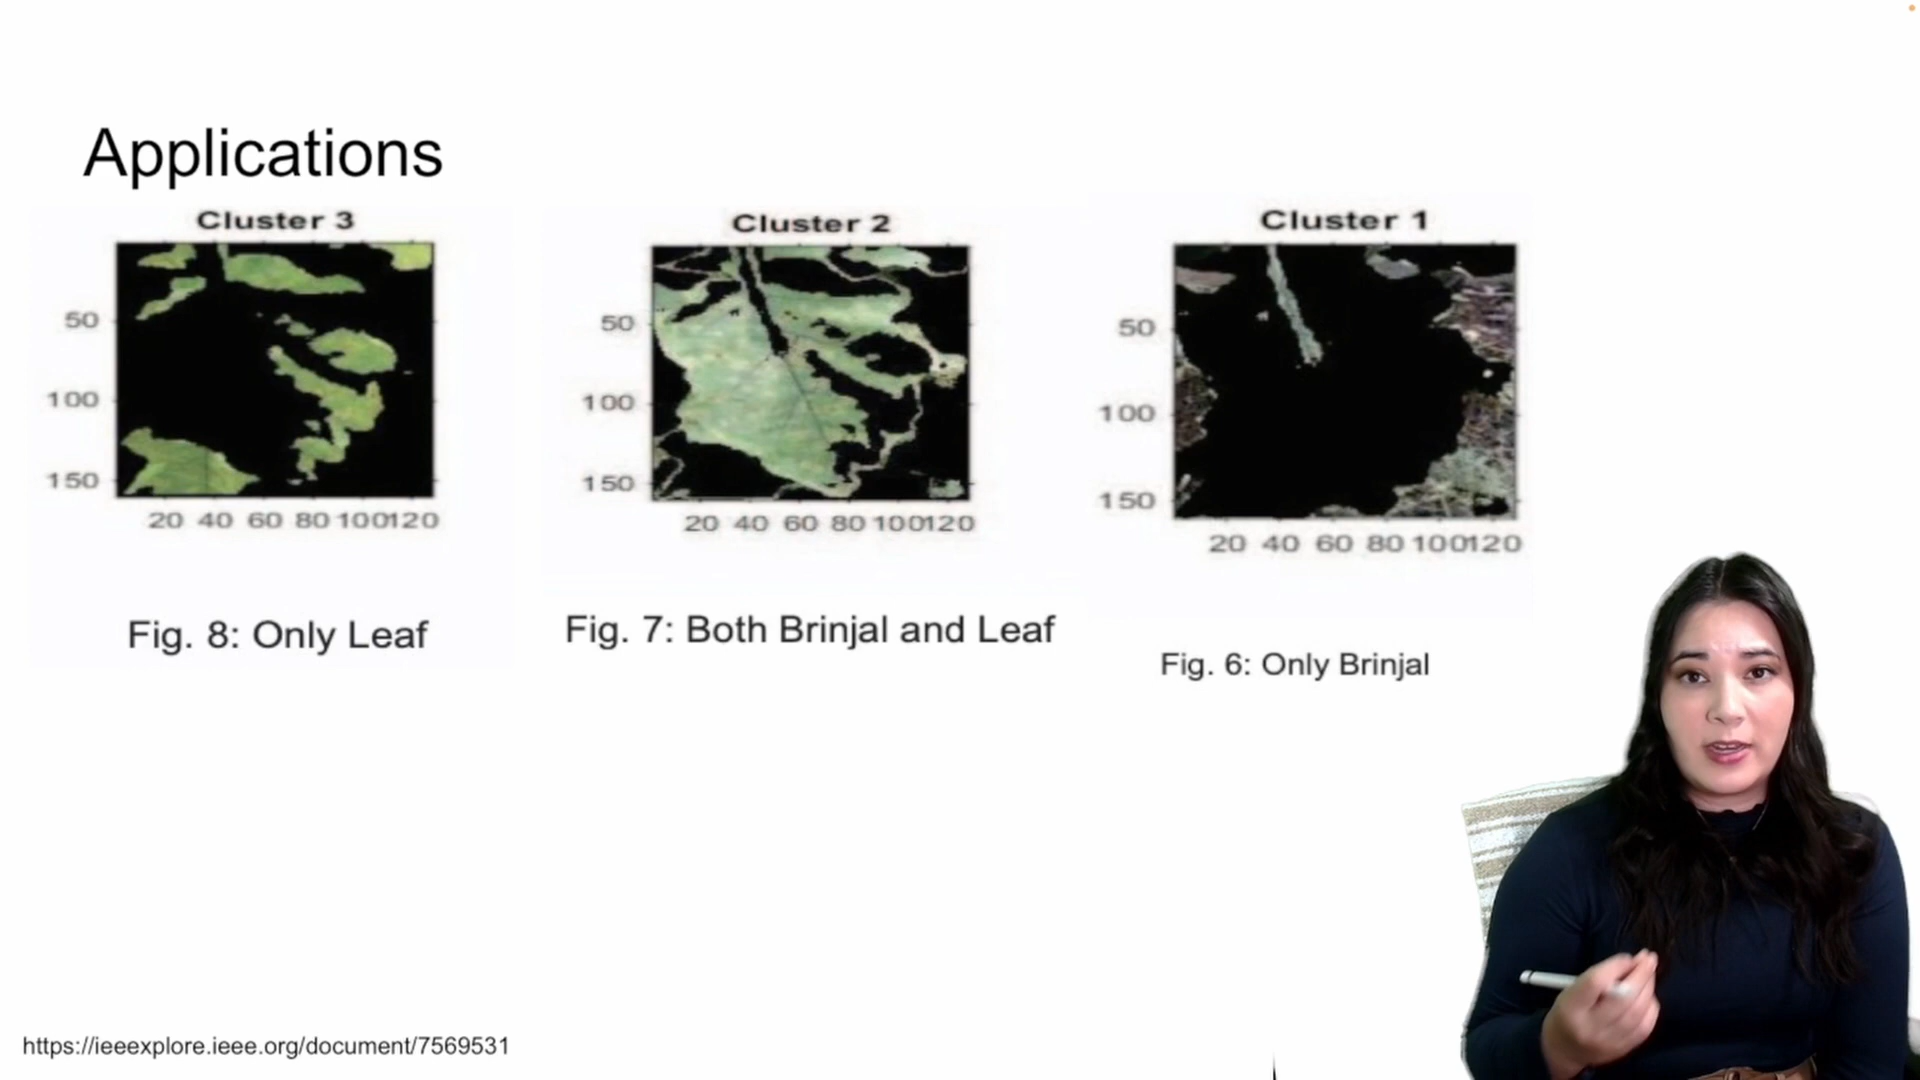 Applications
Cluster 3
50
100
150
20 40 60 80 100120
Fig. 8: Only Leaf
Cluster 2
50
100
150
20 40 60 80 100120
Fig. 7: Both Brinjal and Leaf
Cluster 1
50
100
150
20 40 60 80 100120
Fig. 6: Only Brinjal
https://ieeexplore.ieee.org/document/7569531